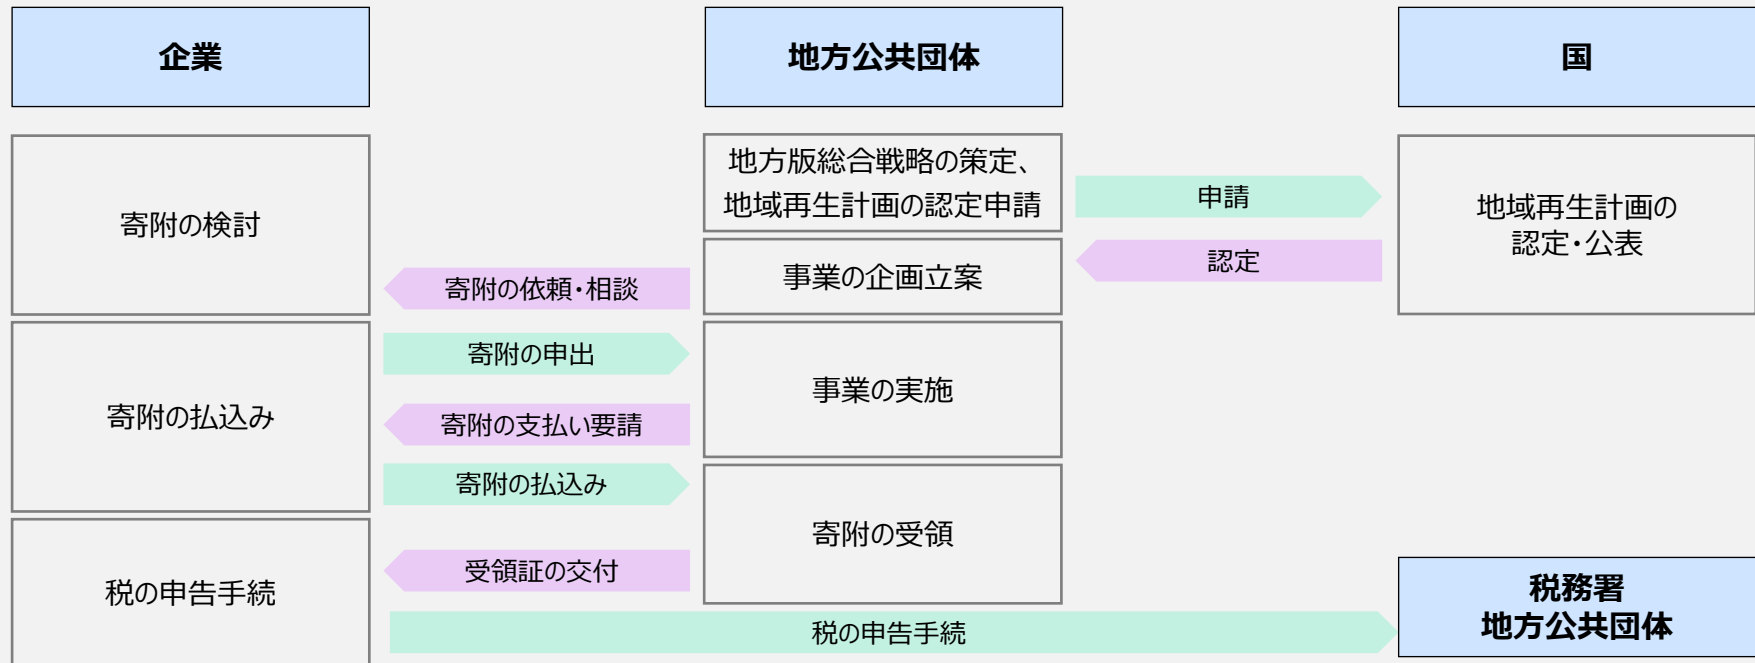 企業
地方公共団体
国
寄附の検討
地方版総合戦略の策定、
地域再生計画の認定申請
申請
地域再生計画の
認定・公表
認定
事業の企画立案
寄附の依頼・相談
寄附の申出
事業の実施
寄附の払込み
寄附の支払い要請
寄附の払込み
寄附の受領
受領証の交付
税の申告手続
税の申告手続
税務署
地方公共団体